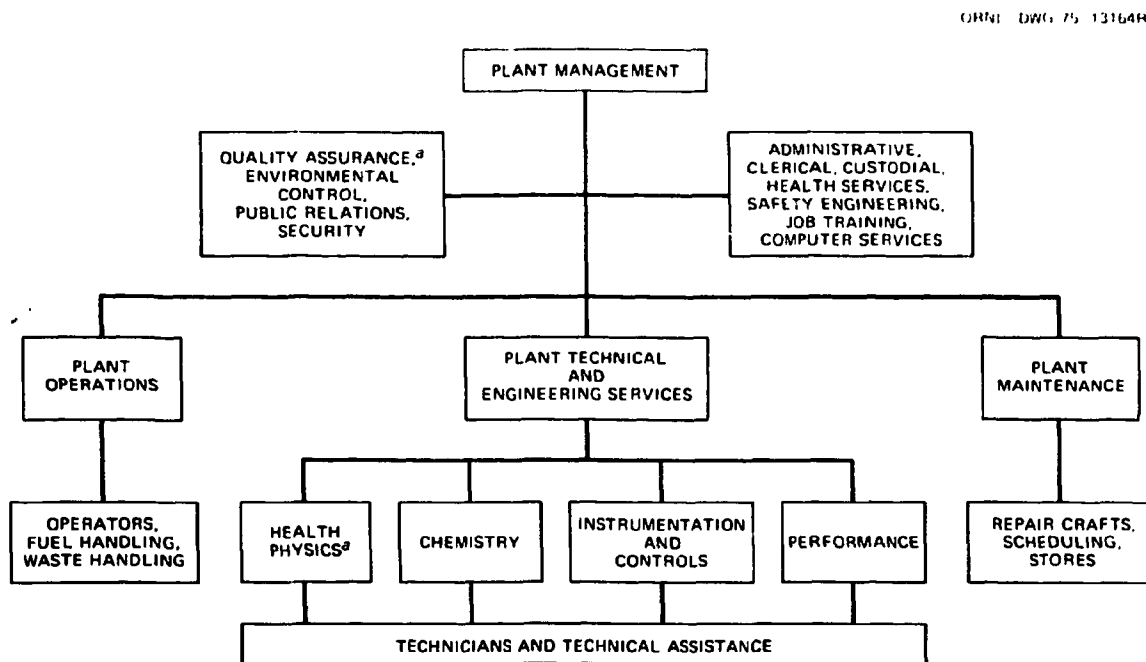 DWG 75 13164R
PLANT MANAGEMENT
QUALITY ASSURANCE,a
ENVIRONMENTAL
CONTROL,
PUBLIC RELATIONS,
SECURITY
ADMINISTRATIVE,
CLERICAL, CUSTODIAL,
HEALTH SERVICES,
SAFETY ENGINEERING,
JOB TRAINING,
COMPUTER SERVICES
PLANT
OPERATIONS
PLANT TECHNICAL
AND
ENGINEERING SERVICES
PLANT
MAINTENANCE
OPERATORS,
FUEL HANDLING,
WASTE HANDLING
HEALTH
PHYSICSa
CHEMISTRY
INSTRUMENTATION
AND
CONTROLS
PERFORMANCE
REPAIR CRAFTS,
SCHEDULING,
STORES
TECHNICIANS AND TECHNICAL ASSISTANCE